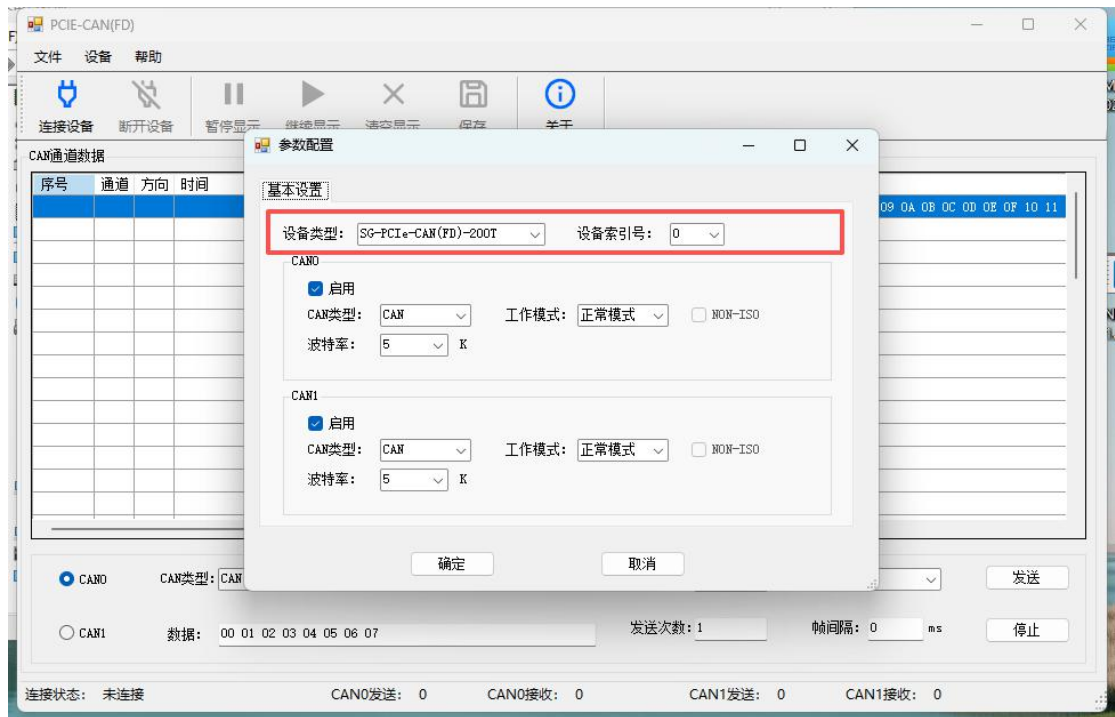 PCIE-CAN(FD)
文件 设备 帮助
连接设备 断开设备 暂停显示 继续显示 清空显示 保存 关于
CAN通道数据
序号 通道 方向 时间
09 0A 0B 0C 0D 0E 0F 10 11
参数配置
基本设置
设备类型: SG-PCIe-CAN(FD)-200T 设备索引号: 0
CAN0
启用
CAN类型: CAN 工作模式: 正常模式 NON-ISO
波特率: 5 K
CAN1
启用
CAN类型: CAN 工作模式: 正常模式 NON-ISO
波特率: 5 K
确定 取消
CAN0 CAN类型: CAN 发送
CAN1 数据: 00 01 02 03 04 05 06 07 发送次数: 1 帧间隔: 0 ms 停止
连接状态: 未连接 CAN0发送: 0 CAN0接收: 0 CAN1发送: 0 CAN1接收: 0